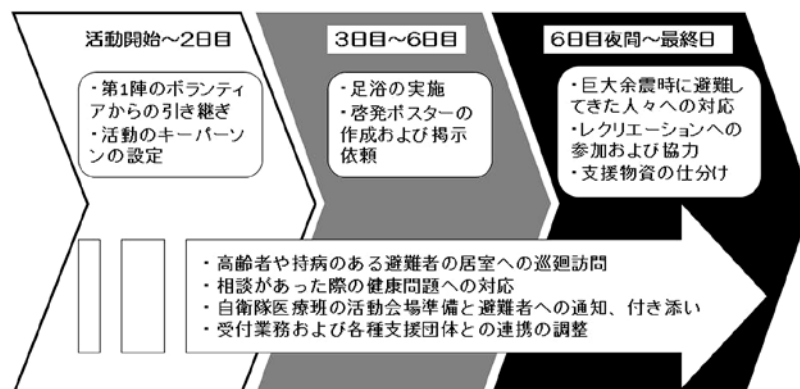 活動開始～2日目
・第1陣のボランティ
アからの引き継ぎ
・活動のキーパーソ
ンの設定
3日目～6日目
・足浴の実施
・啓発ポスターの
作成および掲示
依頼
6日目夜間～最終日
・巨大余震時に避難し
てきた人々への対応
・レクリエーションへの
参加および協力
・支援物資の仕分け
・高齢者や持病のある避難者の居室への巡廻訪問
・相談があった際の健康問題への対応
・自衛隊医療班の活動会場準備と避難者への通知、付き添い
・受付業務および各種支援団体との連携の調整